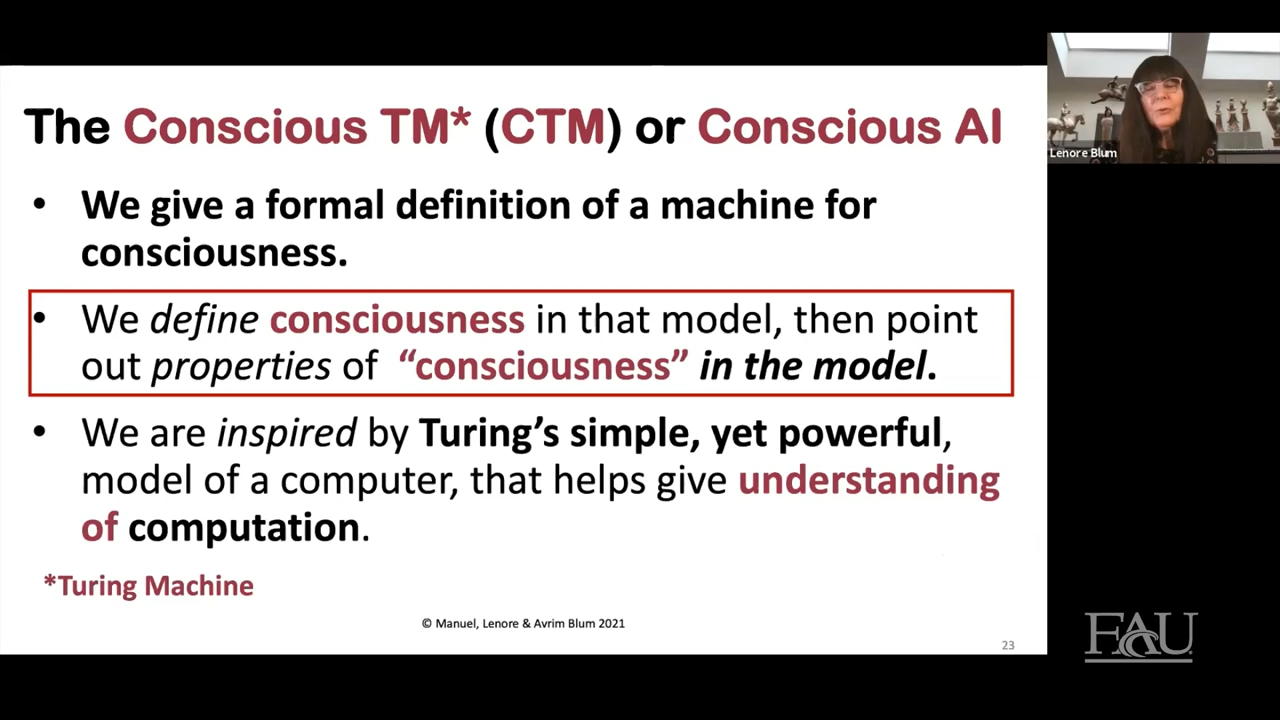 The Conscious TM* (CTM) or Conscious AI
• We give a formal definition of a machine for
consciousness.
• We define consciousness in that model, then point
out properties of “consciousness” in the model.
• We are inspired by Turing’s simple, yet powerful,
model of a computer, that helps give understanding
of computation.
*Turing Machine
© Manuel, Lenore & Avrim Blum 2021
23
Lenore Blum
FAU